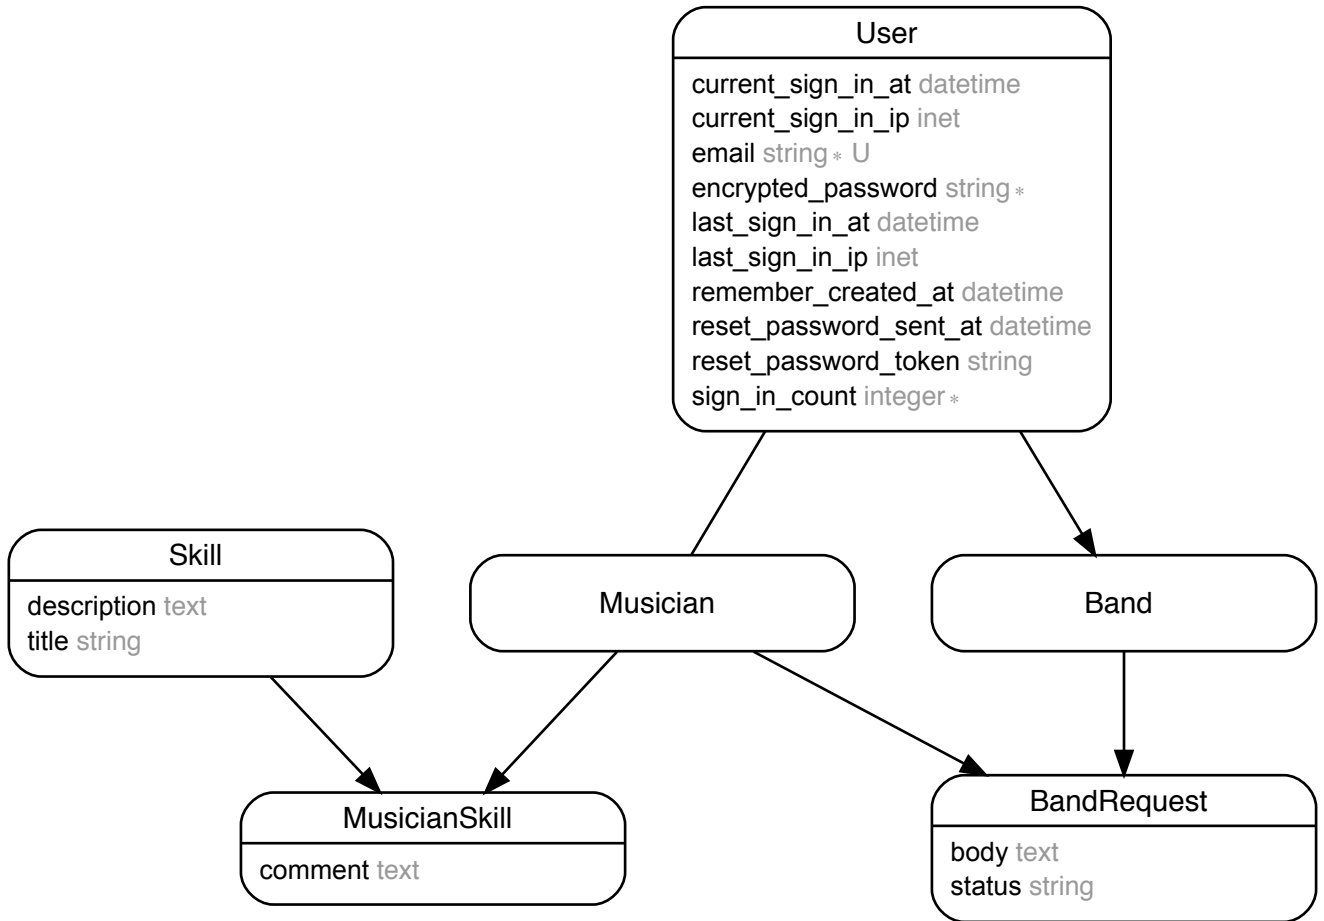 User
current_sign_in_at datetime
current_sign_in_ip inet
email string * U
encrypted_password string *
last_sign_in_at datetime
last_sign_in_ip inet
remember_created_at datetime
reset_password_sent_at datetime
reset_password_token string
sign_in_count integer *
Skill
description text
title string
Musician
Band
MusicianSkill
comment text
BandRequest
body text
status string